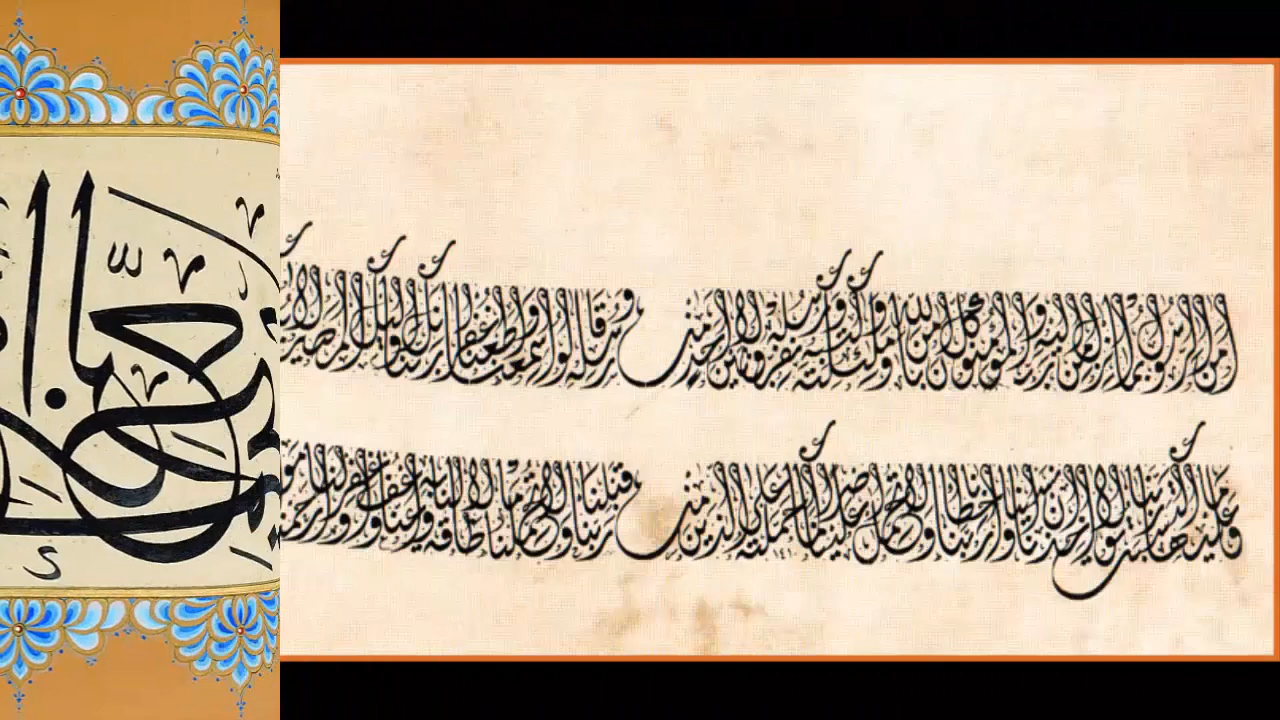 آمن الرسول بما أنزل إليه من ربه والمؤمنون كل آمن بالله وملائكته وكتبه ورسله لا نفرق بين أحد من رسله وقالوا سمعنا وأطعنا غفرانك ربنا وإليك المصير لا
وعليها ما اكتسبت ربنا لا تؤاخذنا إن نسينا أو أخطأنا ربنا ولا تحمل علينا إصرا كما حملته على الذين من قبلنا ربنا ولا تحملنا ما لا طاقة لنا به واعف عنا واغفر لنا وارحمنا